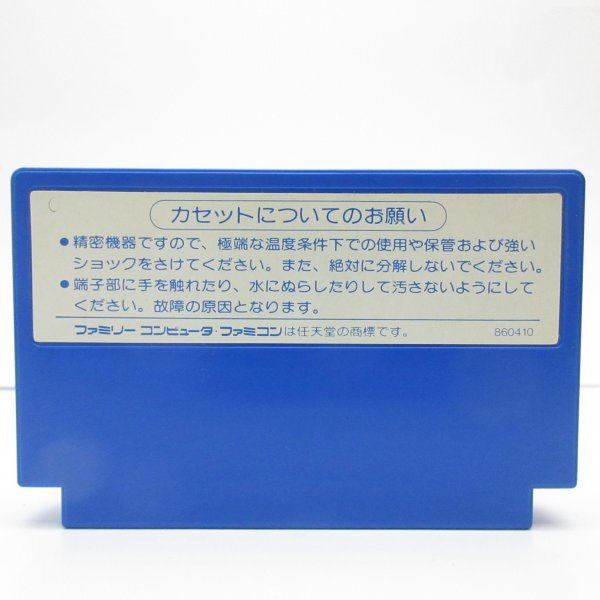 カセットについてのお願い
●精密機器ですので、極端な温度条件下での使用や保管および強い
ショックをさけてください。また、絶対に分解しないでください。
●端子部に手を触れたり、水にぬらしたりして汚さないようにして
ください。故障の原因となります。
ファミリー コンピュータ・ファミコンは任天堂の商標です。 860410